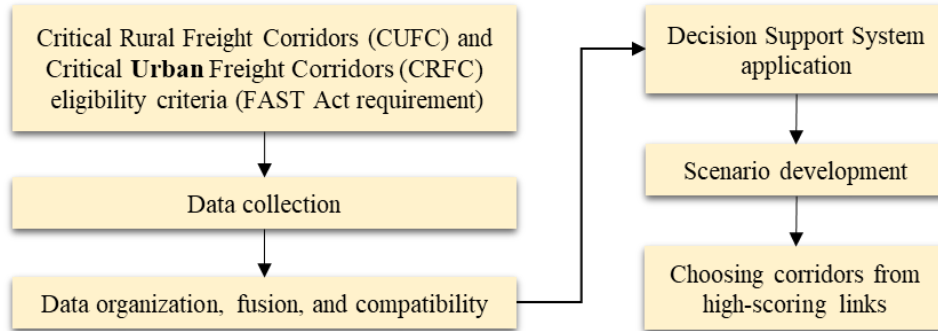 Critical Rural Freight Corridors (CUFC) and
Critical Urban Freight Corridors (CRFC)
eligibility criteria (FAST Act requirement)
Data collection
Data organization, fusion, and compatibility
Decision Support System
application
Scenario development
Choosing corridors from
high-scoring links